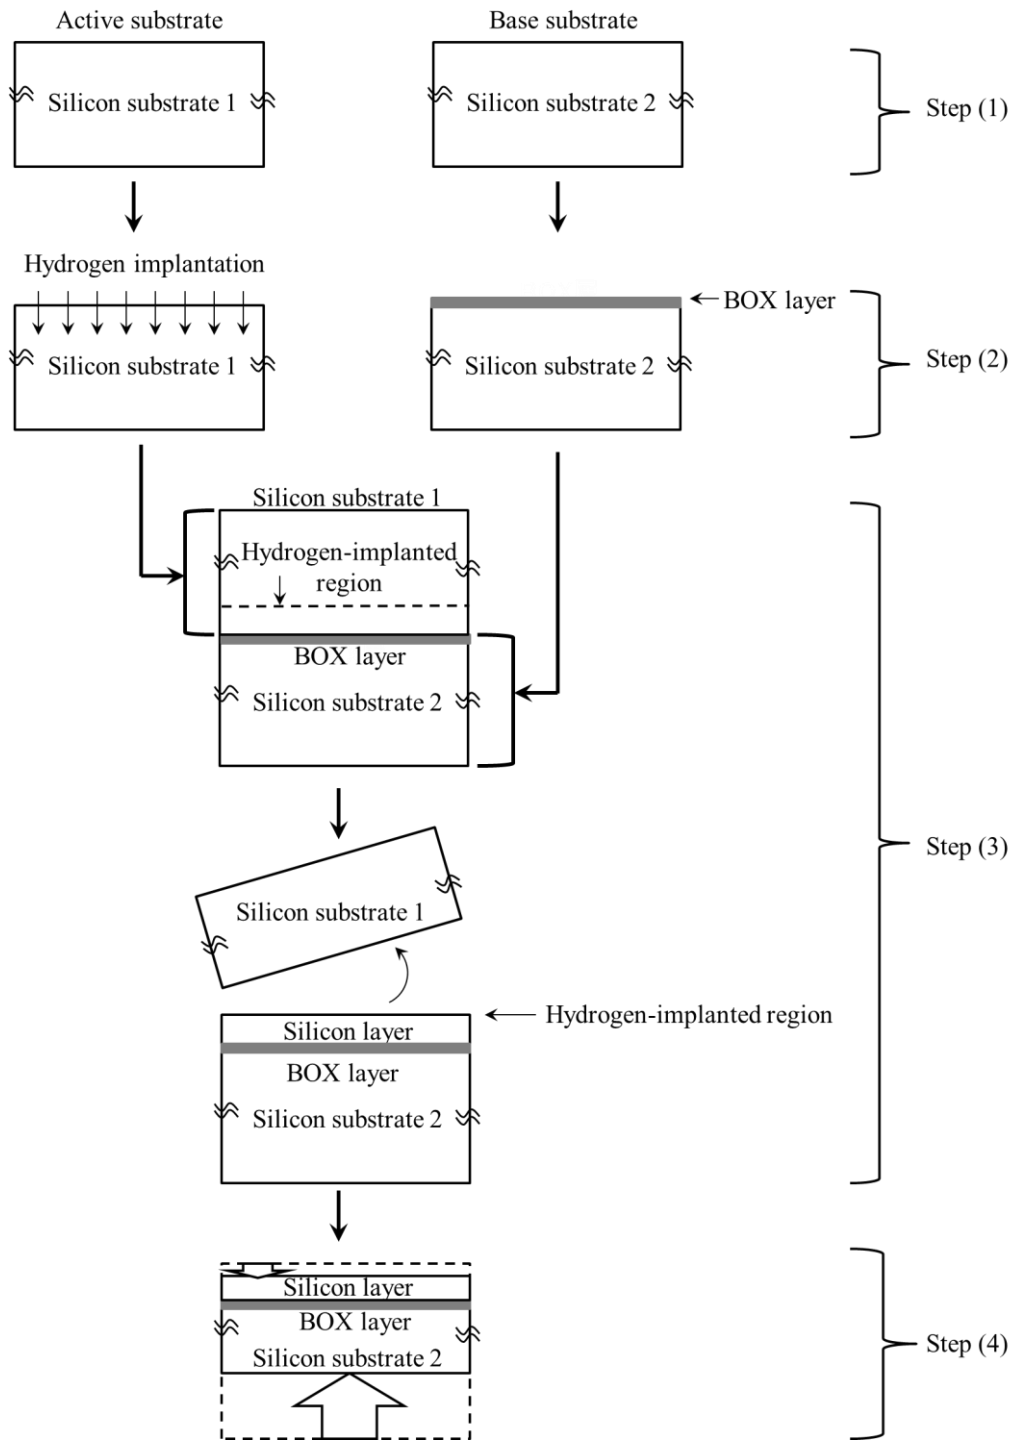 Active substrate
Base substrate
Silicon substrate 1
Silicon substrate 2
Step (1)
Hydrogen implantation
BOX layer
Silicon substrate 1
Silicon substrate 2
Step (2)
Silicon substrate 1
Hydrogen-implanted
region
BOX layer
Silicon substrate 2
Step (3)
Silicon substrate 1
Hydrogen-implanted region
Silicon layer
BOX layer
Silicon substrate 2
Silicon layer
BOX layer
Silicon substrate 2
Step (4)